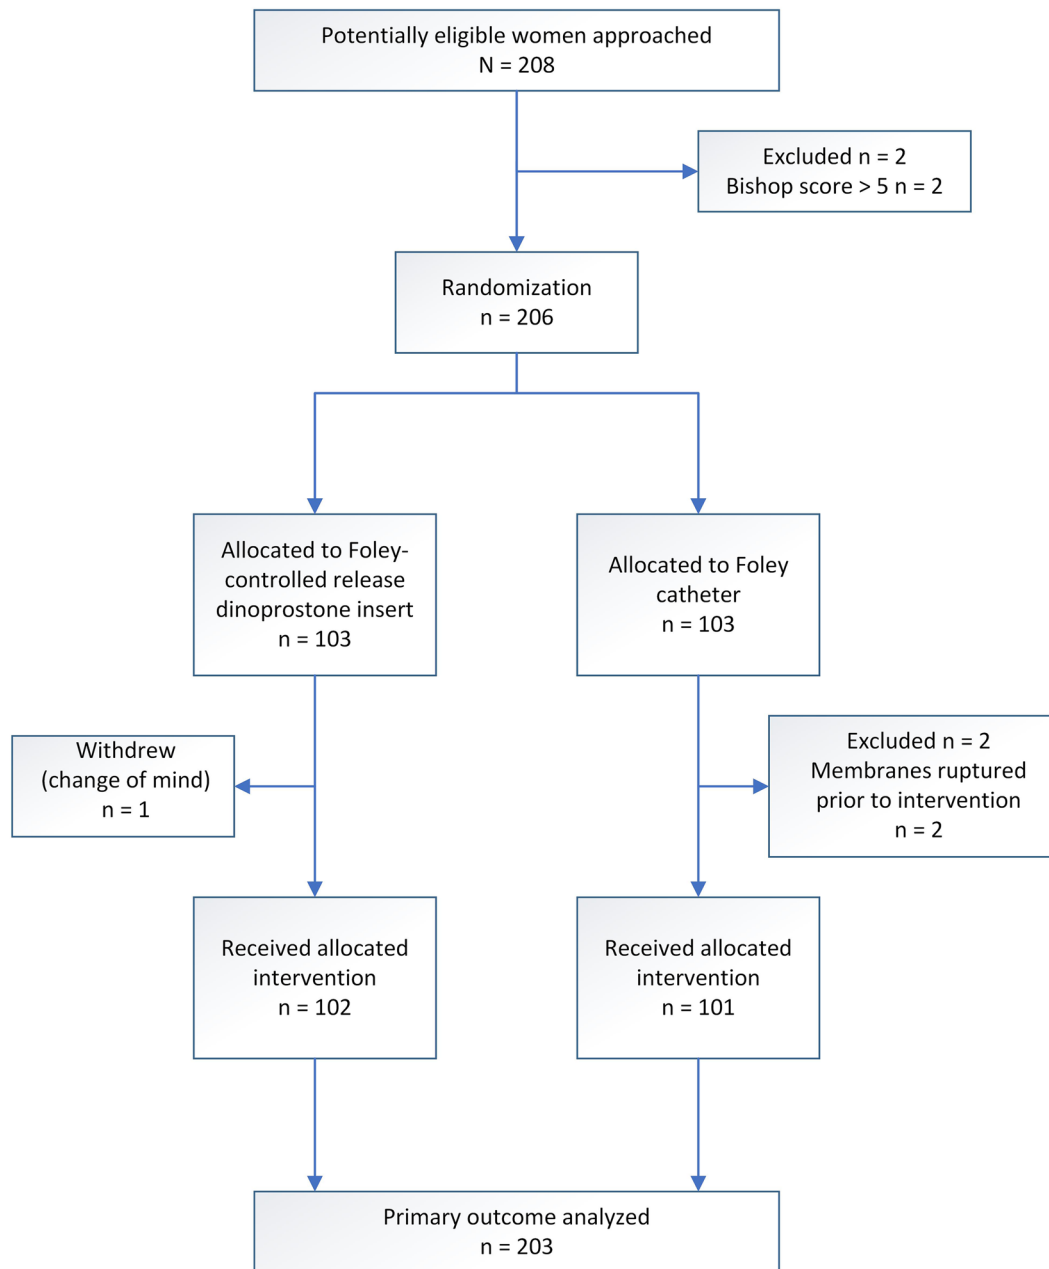 Potentially eligible women approached
N = 208
Excluded n = 2
Bishop score > 5 n = 2
Randomization
n = 206
Allocated to Foley-
controlled release
dinoprostone insert
n = 103
Allocated to Foley
catheter
n = 103
Withdrew
(change of mind)
n = 1
Excluded n = 2
Membranes ruptured
prior to intervention
n = 2
Received allocated
intervention
n = 102
Received allocated
intervention
n = 101
Primary outcome analyzed
n = 203